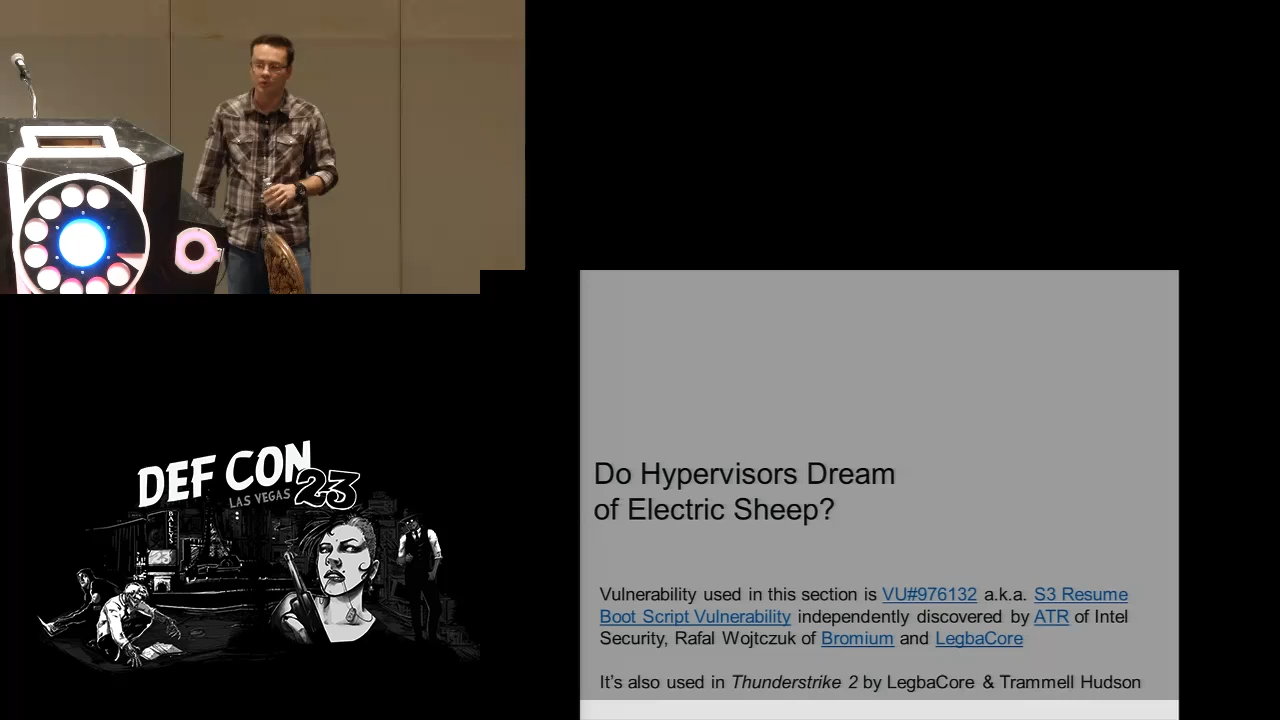 DEF CON
LAS VEGAS 23
BALLYS
23
Do Hypervisors Dream
of Electric Sheep?
Vulnerability used in this section is VU#976132 a.k.a. S3 Resume
Boot Script Vulnerability independently discovered by ATR of Intel
Security, Rafal Wojtczuk of Bromium and LegbaCore
It’s also used in Thunderstrike 2 by LegbaCore & Trammell Hudson